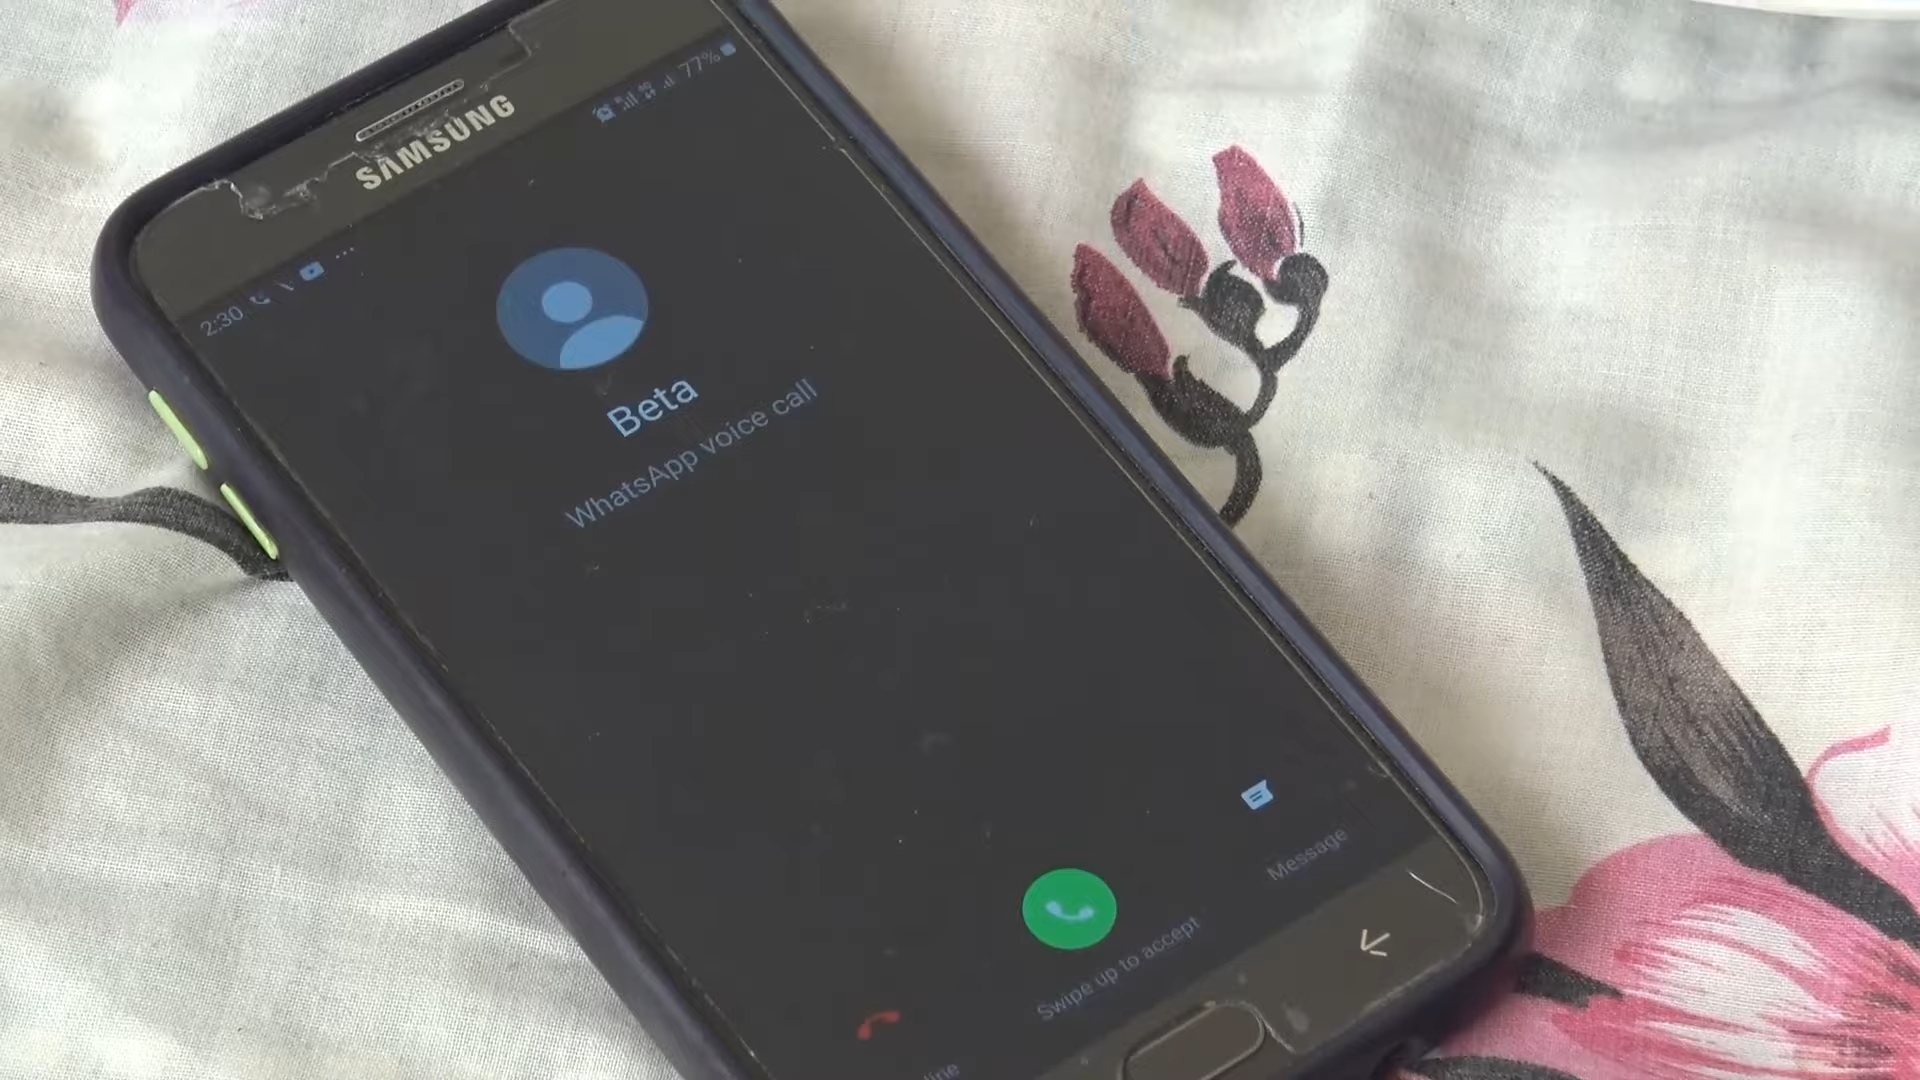 SAMSUNG
2:30
77%
Beta
WhatsApp voice call
Message
Swipe up to accept